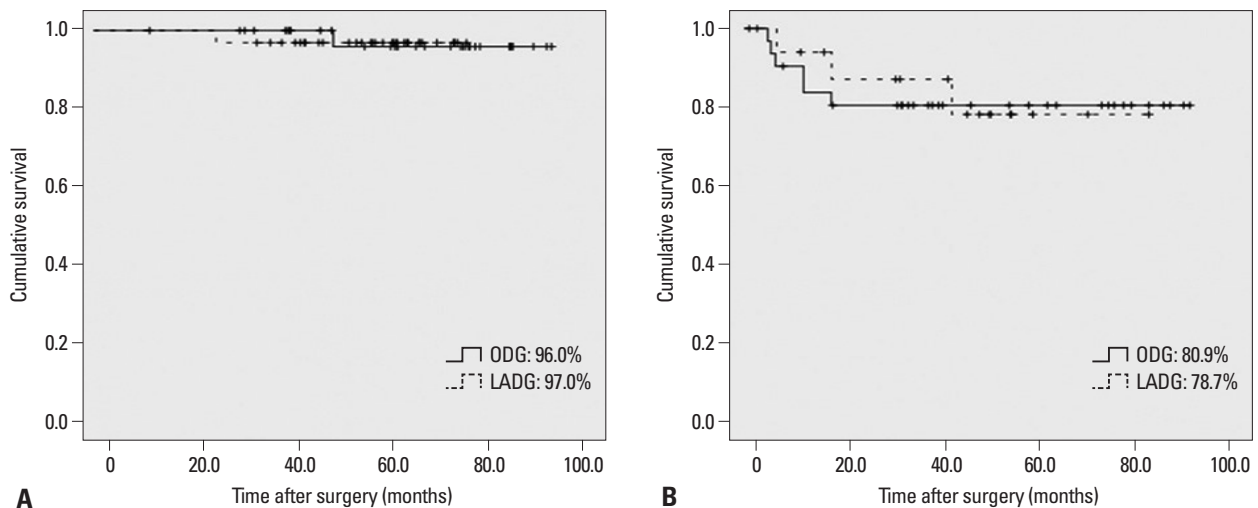 1.0
0.8
0.6
0.4
0.2
0.0
Cumulative survival
ODG: 96.0%
LADG: 97.0%
0
20.0
40.0
60.0
80.0
100.0
Time after surgery (months)
A
1.0
0.8
0.6
0.4
0.2
0.0
Cumulative survival
ODG: 80.9%
LADG: 78.7%
0
20.0
40.0
60.0
80.0
100.0
Time after surgery (months)
B